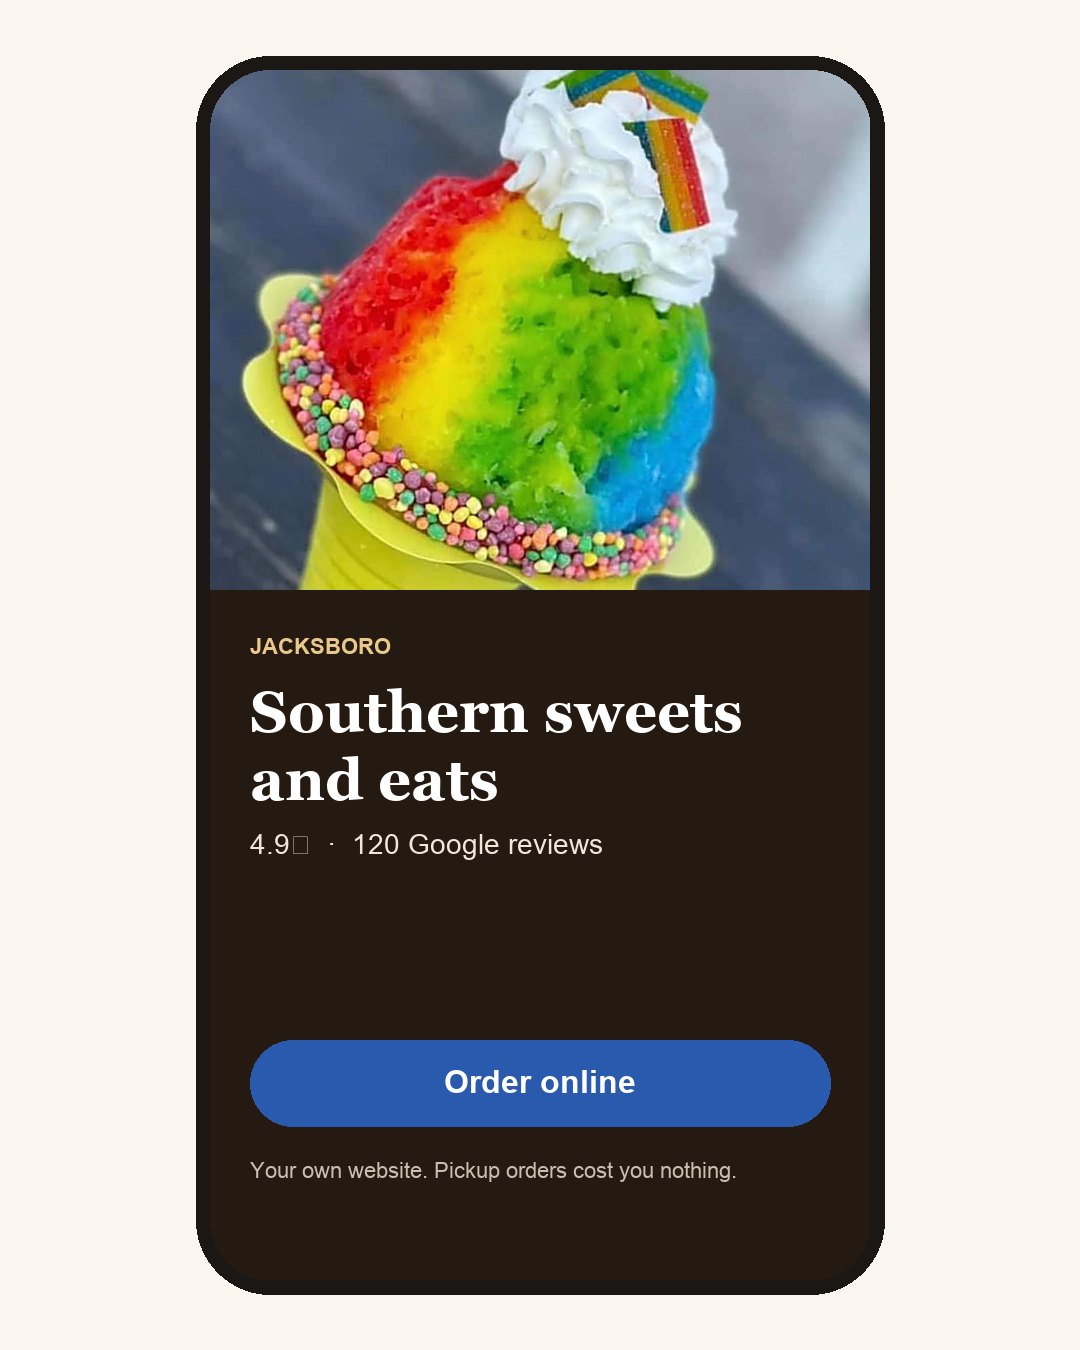 JACKSBORO
Southern sweets
and eats
4.9□ · 120 Google reviews
Order online
Your own website. Pickup orders cost you nothing.